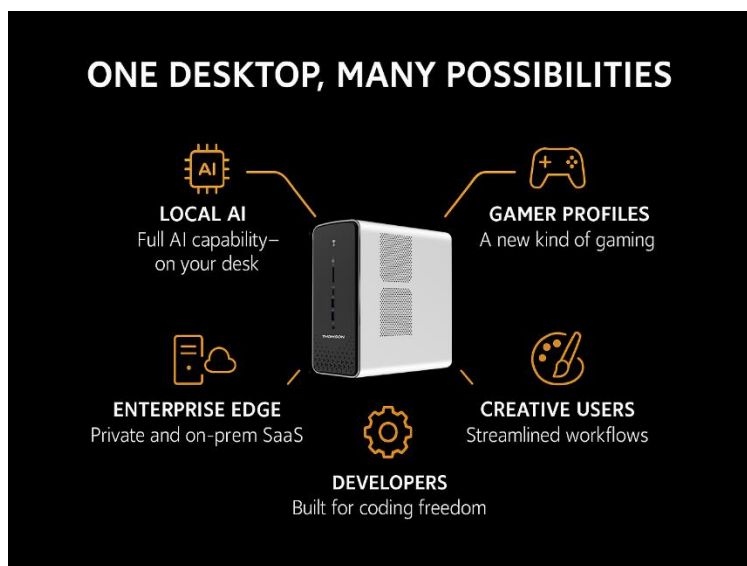 ONE DESKTOP, MANY POSSIBILITIES
AI
LOCAL AI
Full AI capability–
on your desk
GAMER PROFILES
A new kind of gaming
THOMSON
ENTERPRISE EDGE
Private and on-prem SaaS
CREATIVE USERS
Streamlined workflows
DEVELOPERS
Built for coding freedom